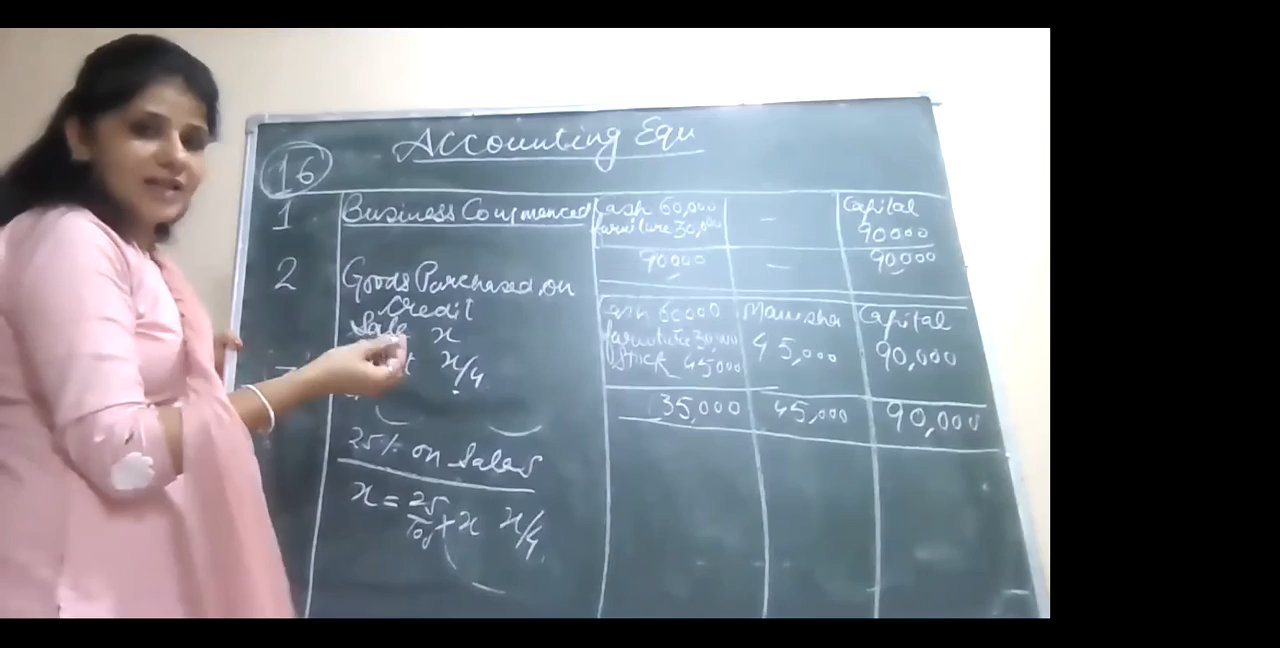 Accounting Equ
16
1 Business Commenced Cash 60,000 — Capital
furniture 30,000 90000
90000 — 90,000
2 Goods Purchased on
Credit Cash 60000 Manisha Capital
Sale x furniture 30,000 45,000 90,000
x/4 Stock 45000
35,000 45,000 90,000
25% on Sales
x = 25/100 × x x/4